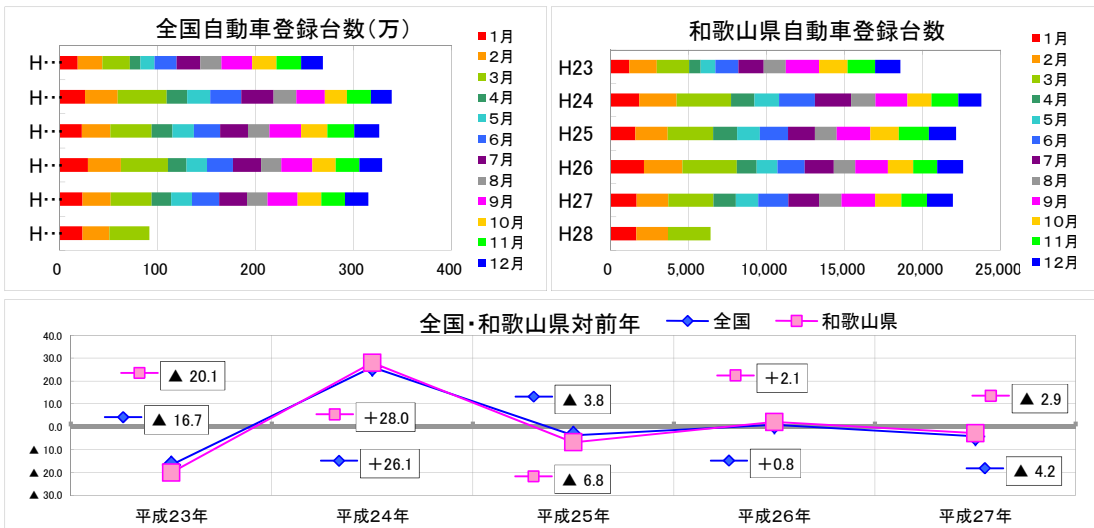 全国自動車登録台数(万)
H…
H…
H…
H…
H…
H…
0 100 200 300 400
1月
2月
3月
4月
5月
6月
7月
8月
9月
10月
11月
12月
和歌山県自動車登録台数
H23
H24
H25
H26
H27
H28
0 5,000 10,000 15,000 20,000 25,000
1月
2月
3月
4月
5月
6月
7月
8月
9月
10月
11月
12月
全国・和歌山県対前年 全国 和歌山県
40.0
30.0
20.0
10.0
0.0
▲ 10.0
▲ 20.0
▲ 30.0
▲ 20.1
▲ 16.7
+28.0
+26.1
▲ 3.8
▲ 6.8
+2.1
+0.8
▲ 2.9
▲ 4.2
平成23年 平成24年 平成25年 平成26年 平成27年